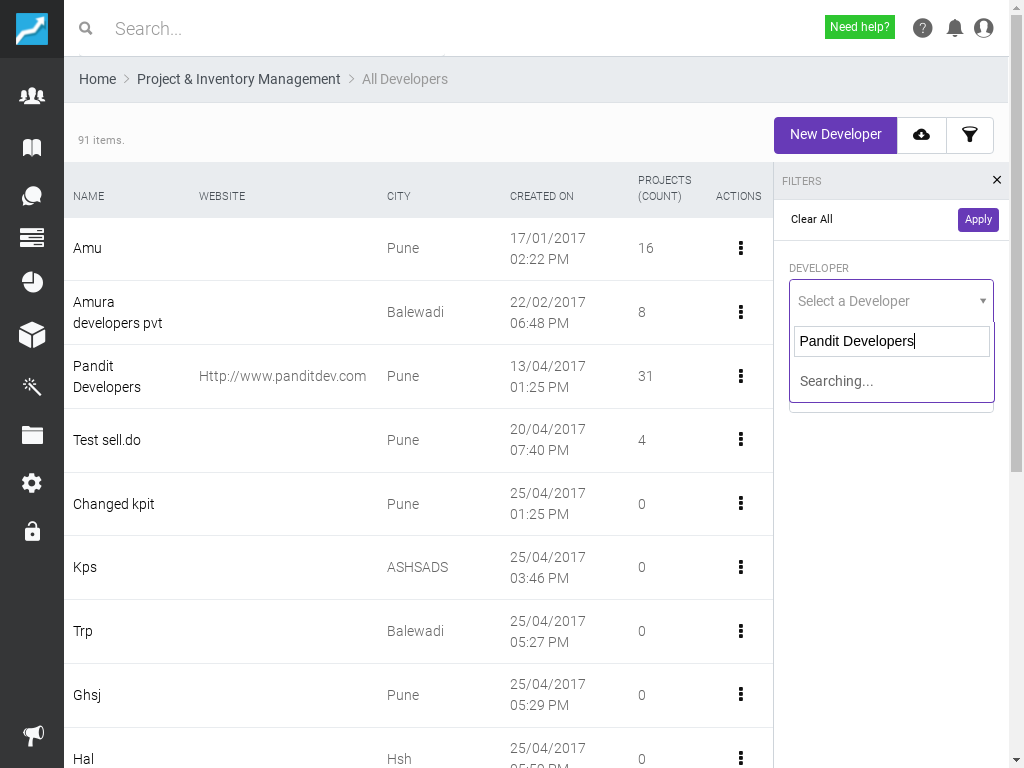 Search...
Need help?
Home
Project & Inventory Management
All Developers
91 items.
New Developer
NAME
WEBSITE
CITY
CREATED ON
PROJECTS
(COUNT)
ACTIONS
Amu
Pune
17/01/2017
02:22 PM
16
Amura
developers pvt
Balewadi
22/02/2017
06:48 PM
8
Pandit
Developers
Http://www.panditdev.com
Pune
13/04/2017
01:25 PM
31
Test sell.do
Pune
20/04/2017
07:40 PM
4
Changed kpit
Pune
25/04/2017
01:25 PM
0
Kps
ASHSADS
25/04/2017
03:46 PM
0
Trp
Balewadi
25/04/2017
05:27 PM
0
Ghsj
Pune
25/04/2017
05:29 PM
0
Hal
Hsh
25/04/2017
0
FILTERS
Clear All
Apply
DEVELOPER
Select a Developer
Pandit Developers
Searching...